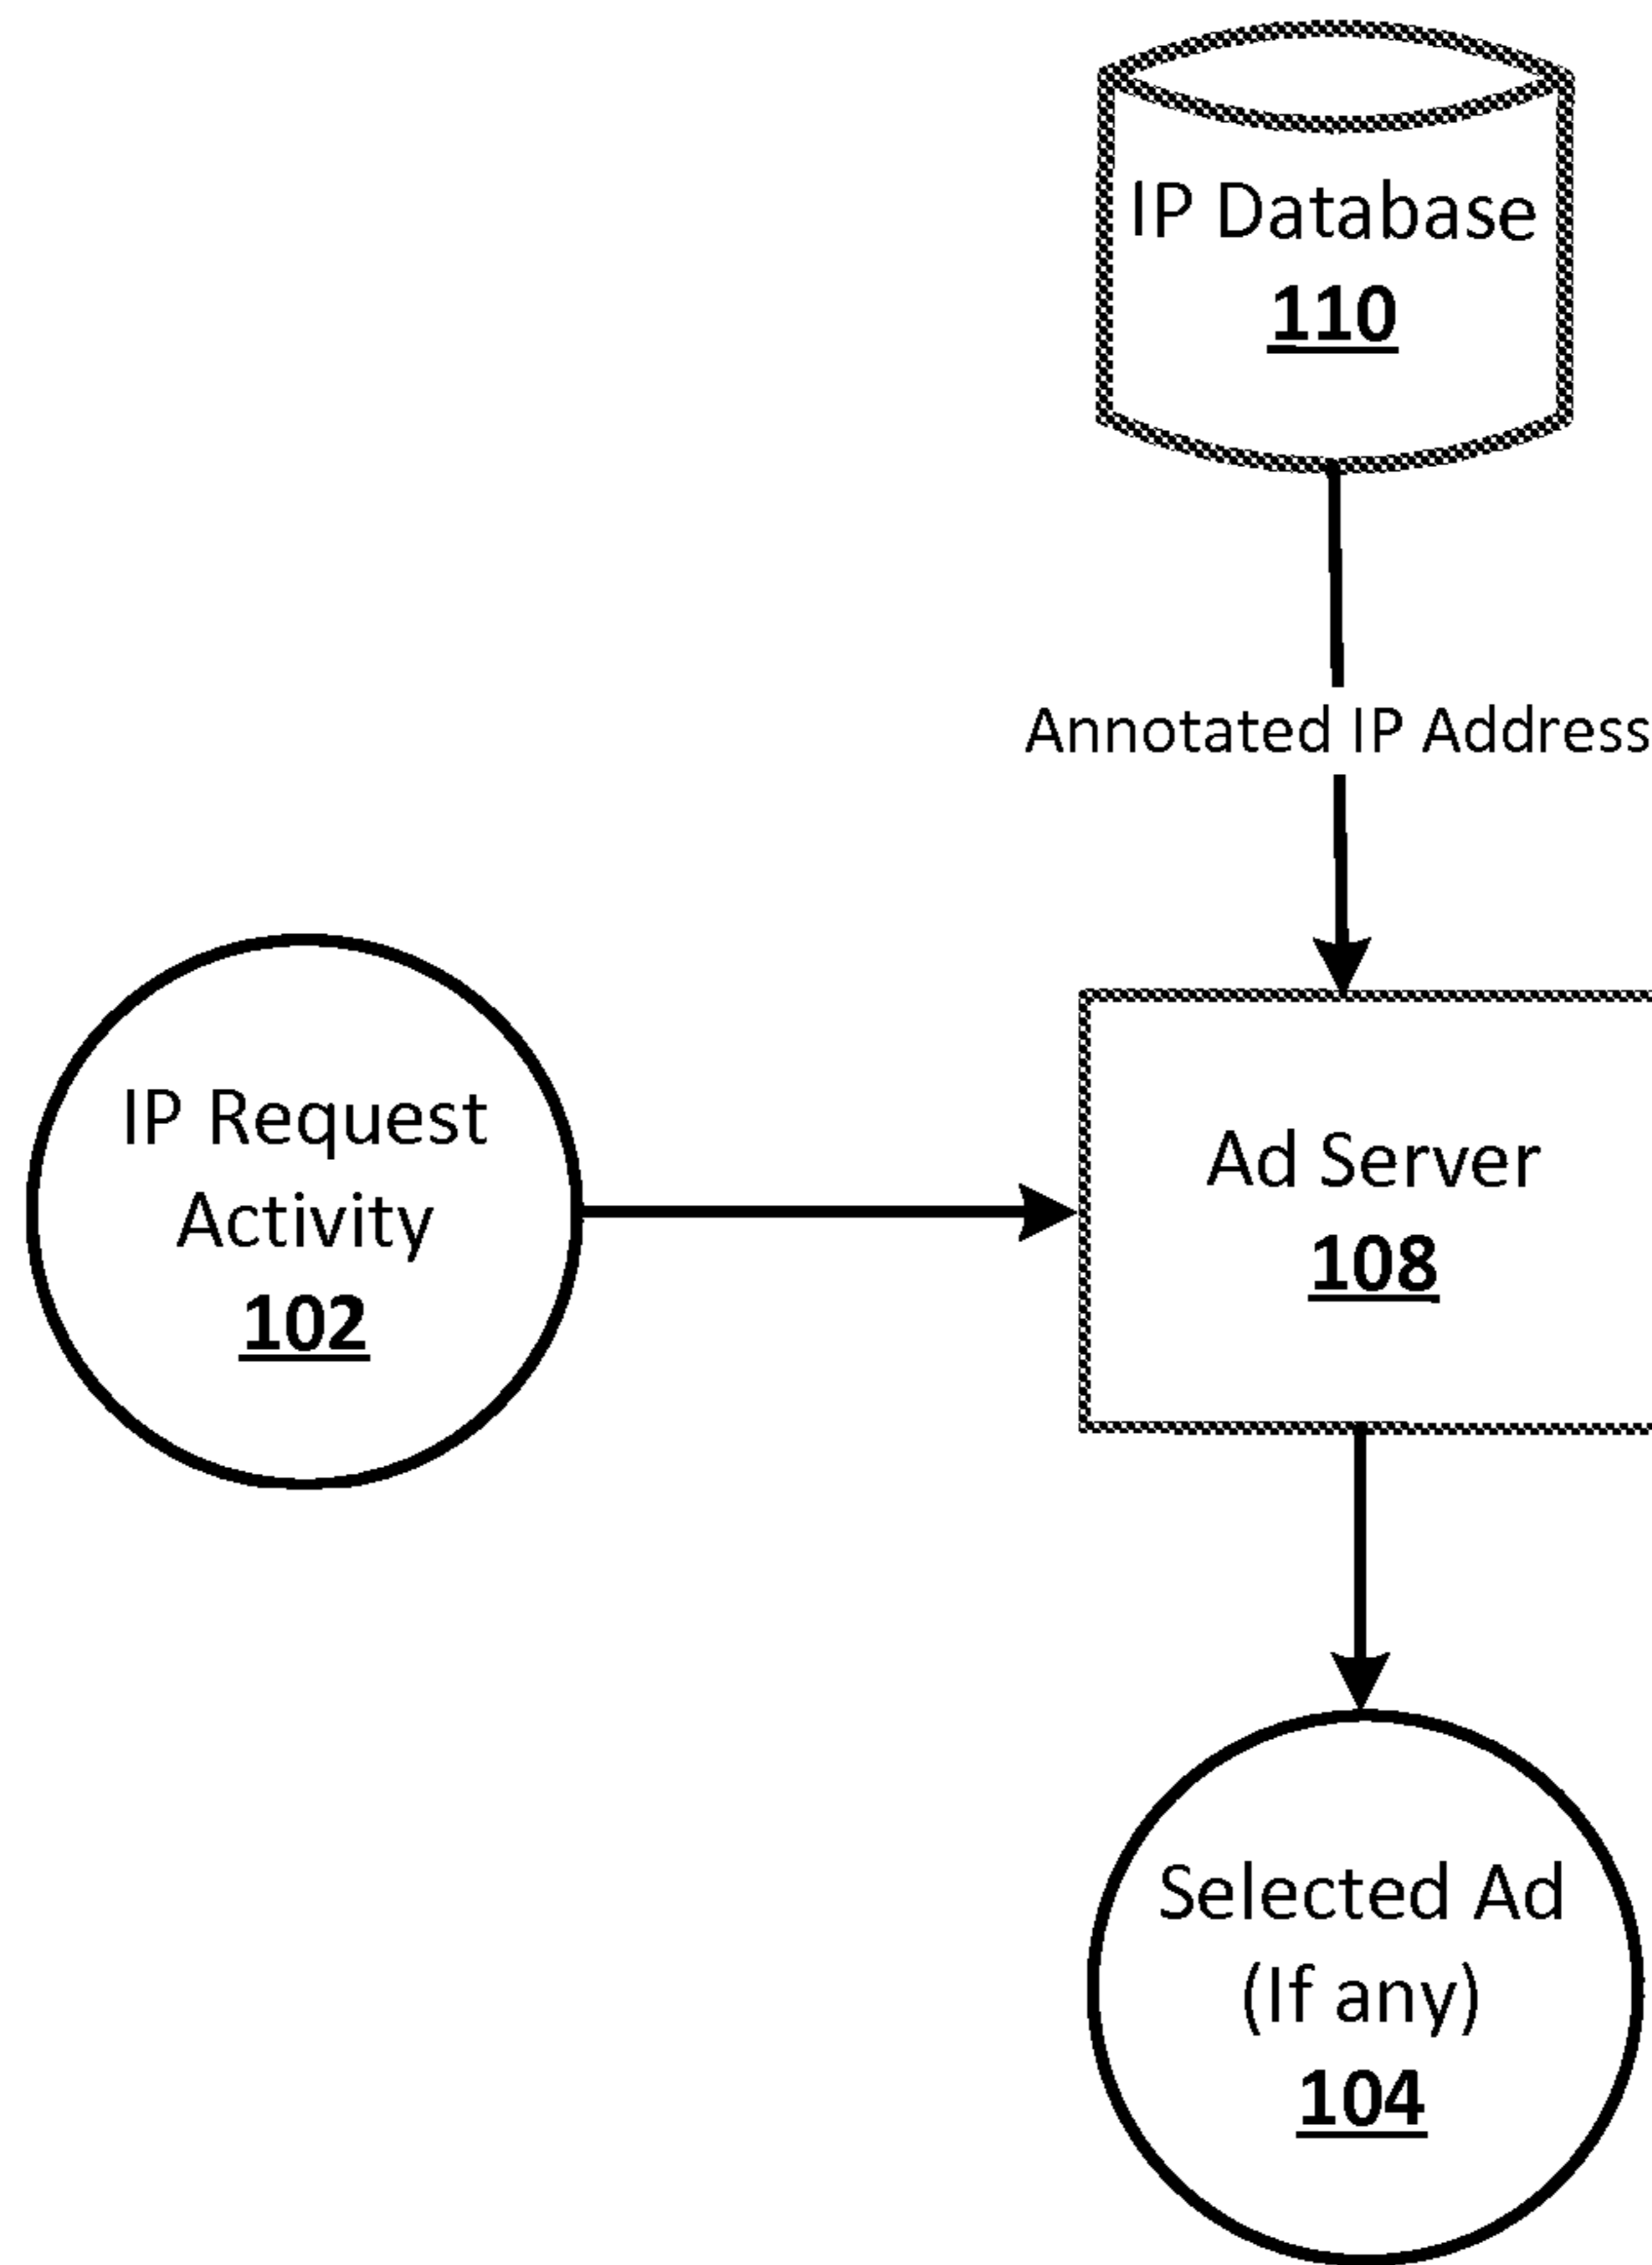 IP Database
110
Annotated IP Address
IP Request
Activity
102
Ad Server
108
Selected Ad
(If any)
104